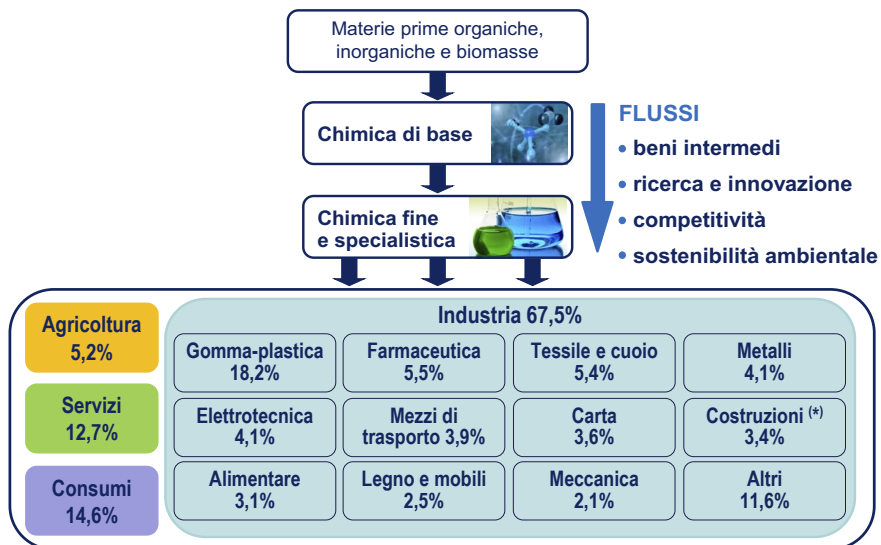 Materie prime organiche,
inorganiche e biomasse
Chimica di base
Chimica fine
e specialistica
FLUSSI
• beni intermedi
• ricerca e innovazione
• competitività
• sostenibilità ambientale
Agricoltura
5,2%
Servizi
12,7%
Consumi
14,6%
Industria 67,5%
Gomma-plastica
18,2%
Farmaceutica
5,5%
Tessile e cuoio
5,4%
Metalli
4,1%
Elettrotecnica
4,1%
Mezzi di
trasporto 3,9%
Carta
3,6%
Costruzioni (*)
3,4%
Alimentare
3,1%
Legno e mobili
2,5%
Meccanica
2,1%
Altri
11,6%